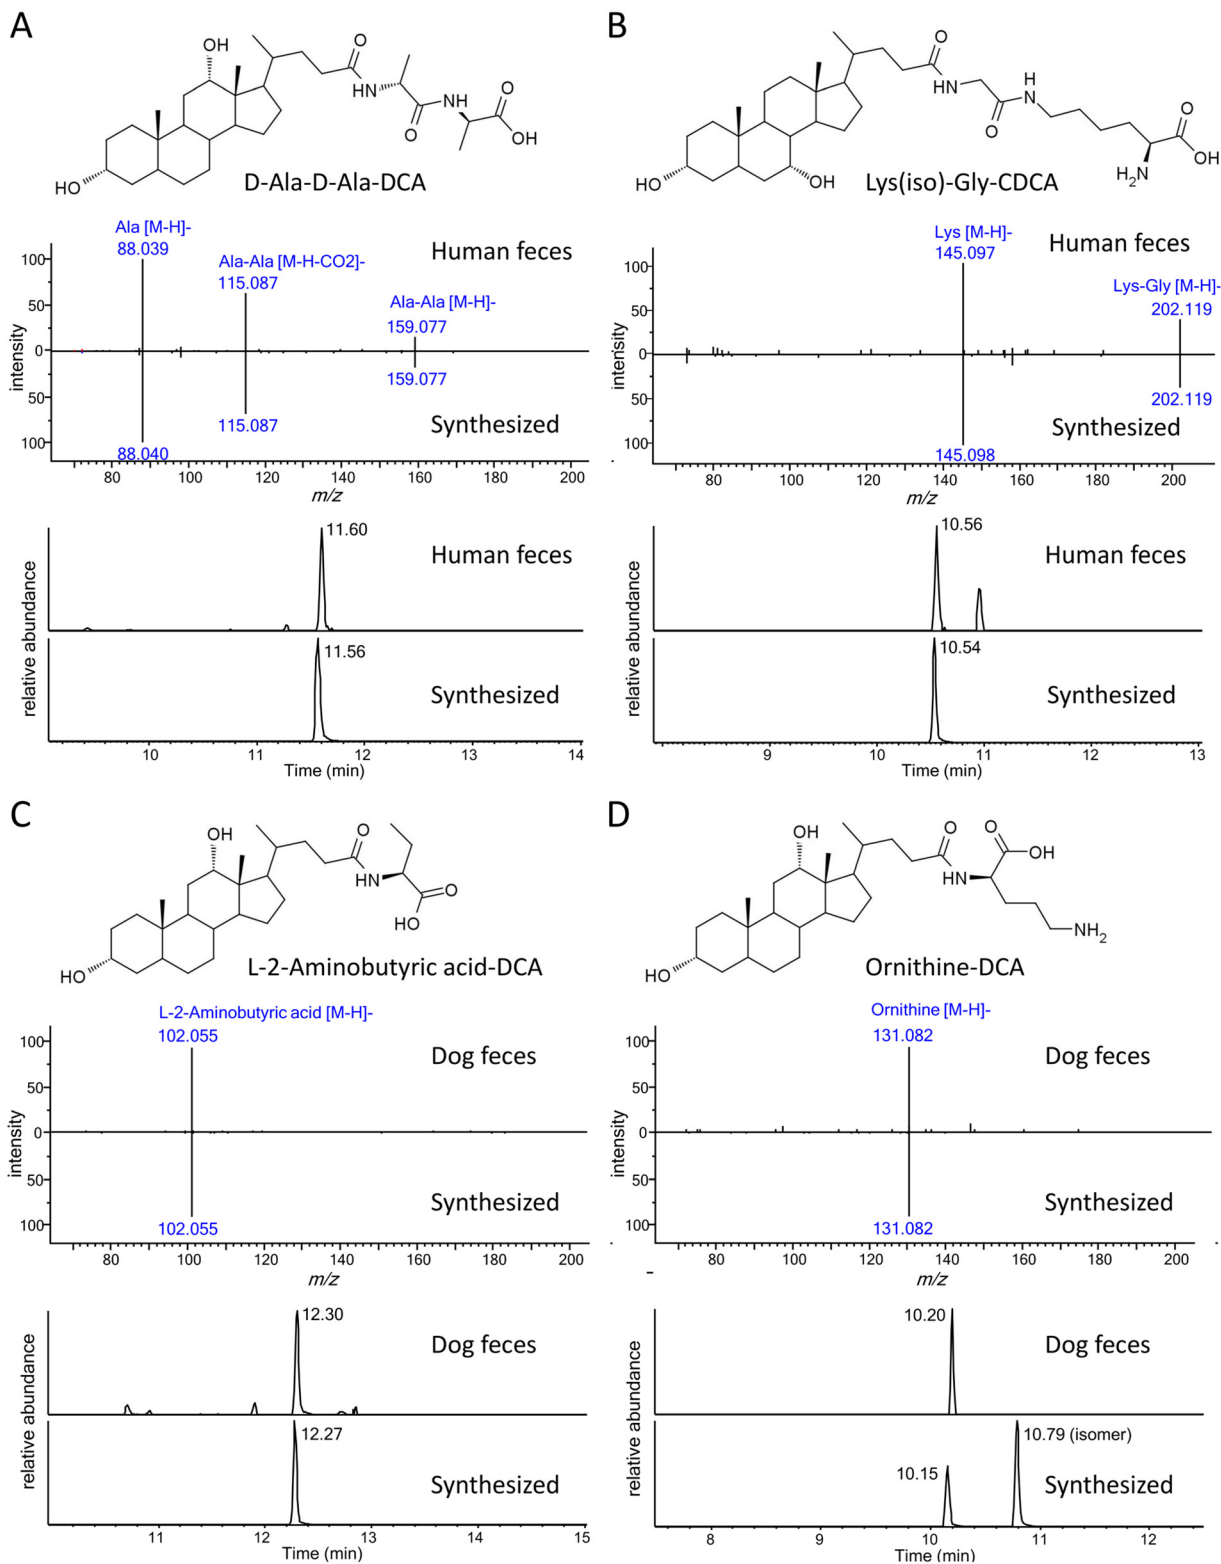 A
OH
O
HN
NH
O
O
OH
HO
D-Ala-D-Ala-DCA
Ala [M-H]-
88.039
Ala-Ala [M-H-CO2]-
115.087
Ala-Ala [M-H]-
159.077
Human feces
100
50
0
50
100
intensity
159.077
115.087
88.040
Synthesized
80 100 120 140 160 180 200
m/z
11.60
Human feces
relative abundance
11.56
Synthesized
10 11 12 13 14
Time (min)
B
O
HN
H
N
O
O
OH
H2N
HO
OH
Lys(iso)-Gly-CDCA
Lys [M-H]-
145.097
Human feces
Lys-Gly [M-H]-
202.119
100
50
0
50
100
intensity
202.119
145.098
Synthesized
80 100 120 140 160 180 200
m/z
10.56
Human feces
relative abundance
10.54
Synthesized
9 10 11 12 13
Time (min)
C
OH
O
HN
O
HO
HO
L-2-Aminobutyric acid-DCA
L-2-Aminobutyric acid [M-H]-
102.055
Dog feces
100
50
0
50
100
intensity
Synthesized
102.055
80 100 120 140 160 180 200
m/z
12.30
Dog feces
relative abundance
12.27
Synthesized
11 12 13 14 15
Time (min)
D
OH
O
O
OH
HN
NH2
HO
Ornithine-DCA
Ornithine [M-H]-
131.082
Dog feces
100
50
0
50
100
intensity
Synthesized
131.082
80 100 120 140 160 180 200
m/z
10.20
Dog feces
relative abundance
10.79 (isomer)
10.15
Synthesized
8 9 10 11 12
Time (min)